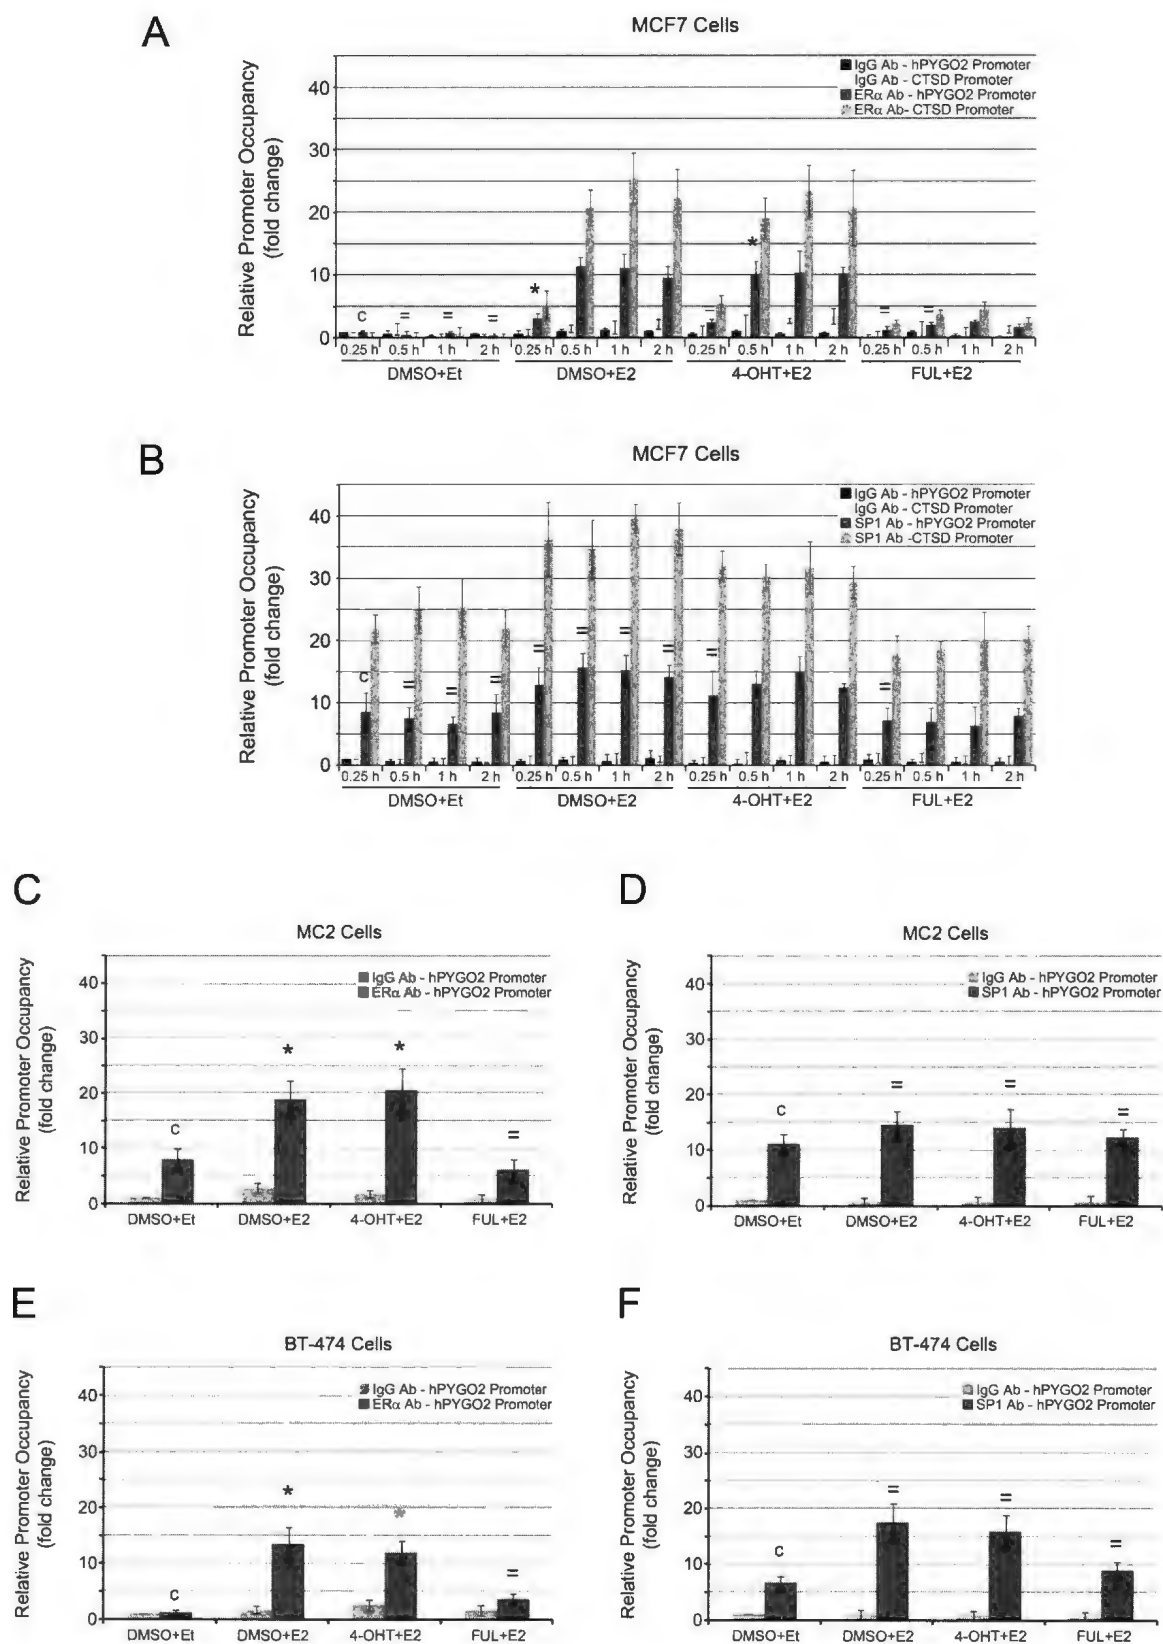 A
MCF7 Cells
Relative Promoter Occupancy
(fold change)
40
30
20
10
0
IgG Ab - hPYGO2 Promoter
IgG Ab - CTSD Promoter
ERα Ab - hPYGO2 Promoter
ERα Ab- CTSD Promoter
c = = = * = * = =
0.25 h 0.5 h 1 h 2 h 0.25 h 0.5 h 1 h 2 h 0.25 h 0.5 h 1 h 2 h 0.25 h 0.5 h 1 h 2 h
DMSO+Et DMSO+E2 4-OHT+E2 FUL+E2
B
MCF7 Cells
Relative Promoter Occupancy
(fold change)
40
30
20
10
0
IgG Ab - hPYGO2 Promoter
IgG Ab - CTSD Promoter
SP1 Ab - hPYGO2 Promoter
SP1 Ab -CTSD Promoter
c = = = = = = = = =
0.25 h 0.5 h 1 h 2 h 0.25 h 0.5 h 1 h 2 h 0.25 h 0.5 h 1 h 2 h 0.25 h 0.5 h 1 h 2 h
DMSO+Et DMSO+E2 4-OHT+E2 FUL+E2
C
MC2 Cells
Relative Promoter Occupancy
(fold change)
40
30
20
10
0
IgG Ab - hPYGO2 Promoter
ERα Ab - hPYGO2 Promoter
c * * =
DMSO+Et DMSO+E2 4-OHT+E2 FUL+E2
D
MC2 Cells
Relative Promoter Occupancy
(fold change)
40
30
20
10
0
IgG Ab - hPYGO2 Promoter
SP1 Ab - hPYGO2 Promoter
c = = =
DMSO+Et DMSO+E2 4-OHT+E2 FUL+E2
E
BT-474 Cells
Relative Promoter Occupancy
(fold change)
40
30
20
10
0
IgG Ab - hPYGO2 Promoter
ERα Ab - hPYGO2 Promoter
c * * =
DMSO+Et DMSO+E2 4-OHT+E2 FUL+E2
F
BT-474 Cells
Relative Promoter Occupancy
(fold change)
40
30
20
10
0
IgG Ab - hPYGO2 Promoter
SP1 Ab - hPYGO2 Promoter
c = = =
DMSO+Et DMSO+E2 4-OHT+E2 FUL+E2